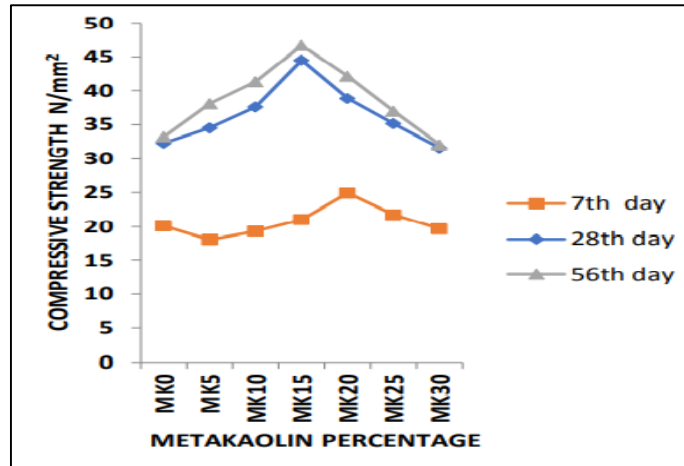 COMPRESSIVE STRENGTH N/mm²
50
45
40
35
30
25
20
15
10
5
0
MK0
MK5
MK10
MK15
MK20
MK25
MK30
METAKAOLIN PERCENTAGE
7th day
28th day
56th day